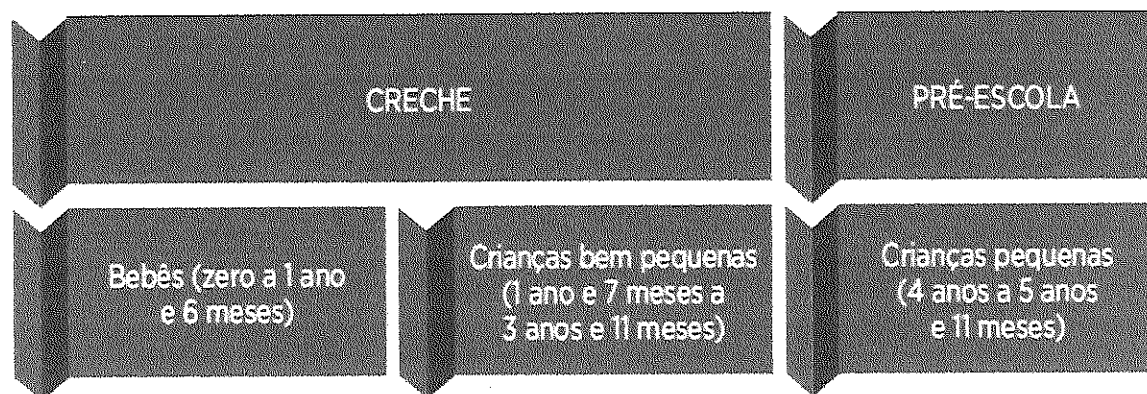 CRECHE
PRÉ-ESCOLA
Bebês (zero a 1 ano
e 6 meses)
Crianças bem pequenas
(1 ano e 7 meses a
3 anos e 11 meses)
Crianças pequenas
(4 anos a 5 anos
e 11 meses)